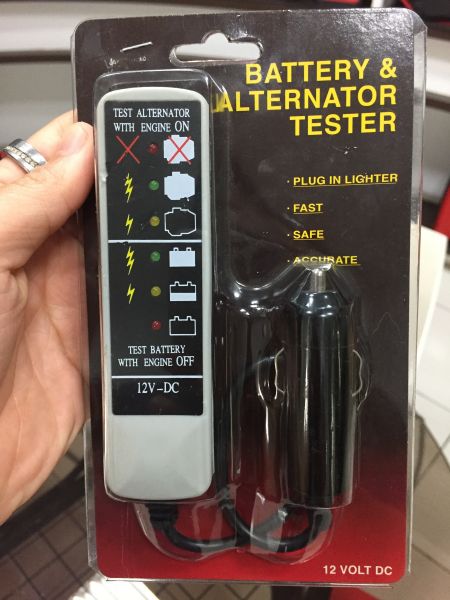 BATTERY &
ALTERNATOR
TESTER
· PLUG IN LIGHTER
· FAST
· SAFE
· ACCURATE
TEST ALTERNATOR
WITH ENGINE ON
TEST BATTERY
WITH ENGINE OFF
12V-DC
12 VOLT DC